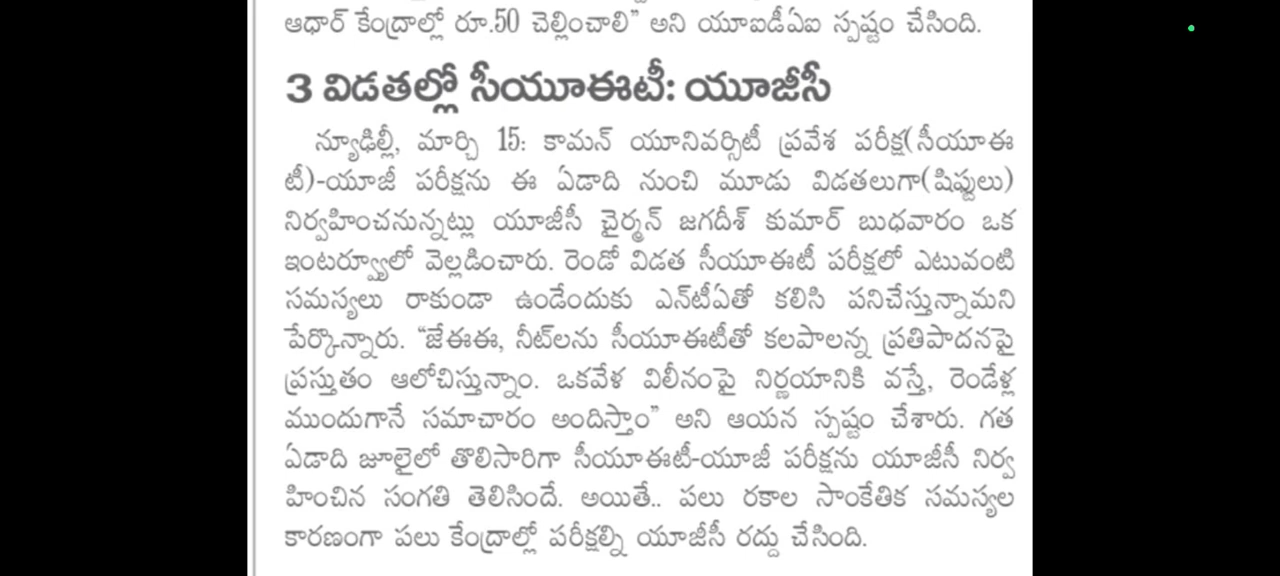 ఆధార్ కేంద్రాల్లో రూ.50 చెల్లించాలి” అని యూఐడీఏఐ స్పష్టం చేసింది.
3 విడతల్లో సీయూఈటీ: యూజీసీ
న్యూఢిల్లీ, మార్చి 15: కామన్ యూనివర్సిటీ ప్రవేశ పరీక్ష(సీయూఈ
టీ)-యూజీ పరీక్షను ఈ ఏడాది నుంచి మూడు విడతలుగా(షిఫ్టులు)
నిర్వహించనున్నట్లు యూజీసీ చైర్మన్ జగదీశ్ కుమార్ బుధవారం ఒక
ఇంటర్వ్యూలో వెల్లడించారు. రెండో విడత సీయూఈటీ పరీక్షలో ఎటువంటి
సమస్యలు రాకుండా ఉండేందుకు ఎన్‌టీఏతో కలిసి పనిచేస్తున్నామని
పేర్కొన్నారు. “జేఈఈ, నీట్‌లను సీయూఈటీతో కలపాలన్న ప్రతిపాదనపై
ప్రస్తుతం ఆలోచిస్తున్నాం. ఒకవేళ విలీనంపై నిర్ణయానికి వస్తే, రెండేళ్ల
ముందుగానే సమాచారం అందిస్తాం” అని ఆయన స్పష్టం చేశారు. గత
ఏడాది జూలైలో తొలిసారిగా సీయూఈటీ-యూజీ పరీక్షను యూజీసీ నిర్వ
హించిన సంగతి తెలిసిందే. అయితే.. పలు రకాల సాంకేతిక సమస్యల
కారణంగా పలు కేంద్రాల్లో పరీక్షల్ని యూజీసీ రద్దు చేసింది.